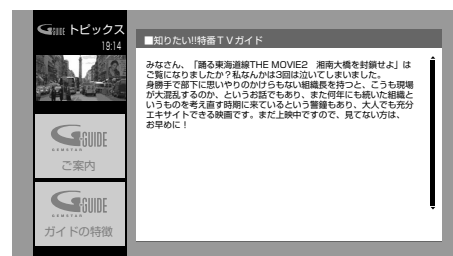 GGUIDE トピックス
19:14
■知りたい!!特番TVガイド
みなさん、「踊る東海道線THE MOVIE2　湘南大橋を封鎖せよ」は
ご覧になりましたか？私なんかは3回は泣いてしまいました。
身勝手で部下に思いやりのかけらもない組織長を持つと、こうも現場
が大混乱するのか、というお話でもあり、また何年にも続いた組織と
いうものを考え直す時期に来ているという警鐘もあり、大人でも充分
エキサイトできる映画です。まだ上映中ですので、見てない方は、
お早めに！
GGUIDE
GEMSTAR
ご案内
GGUIDE
GEMSTAR
ガイドの特徴